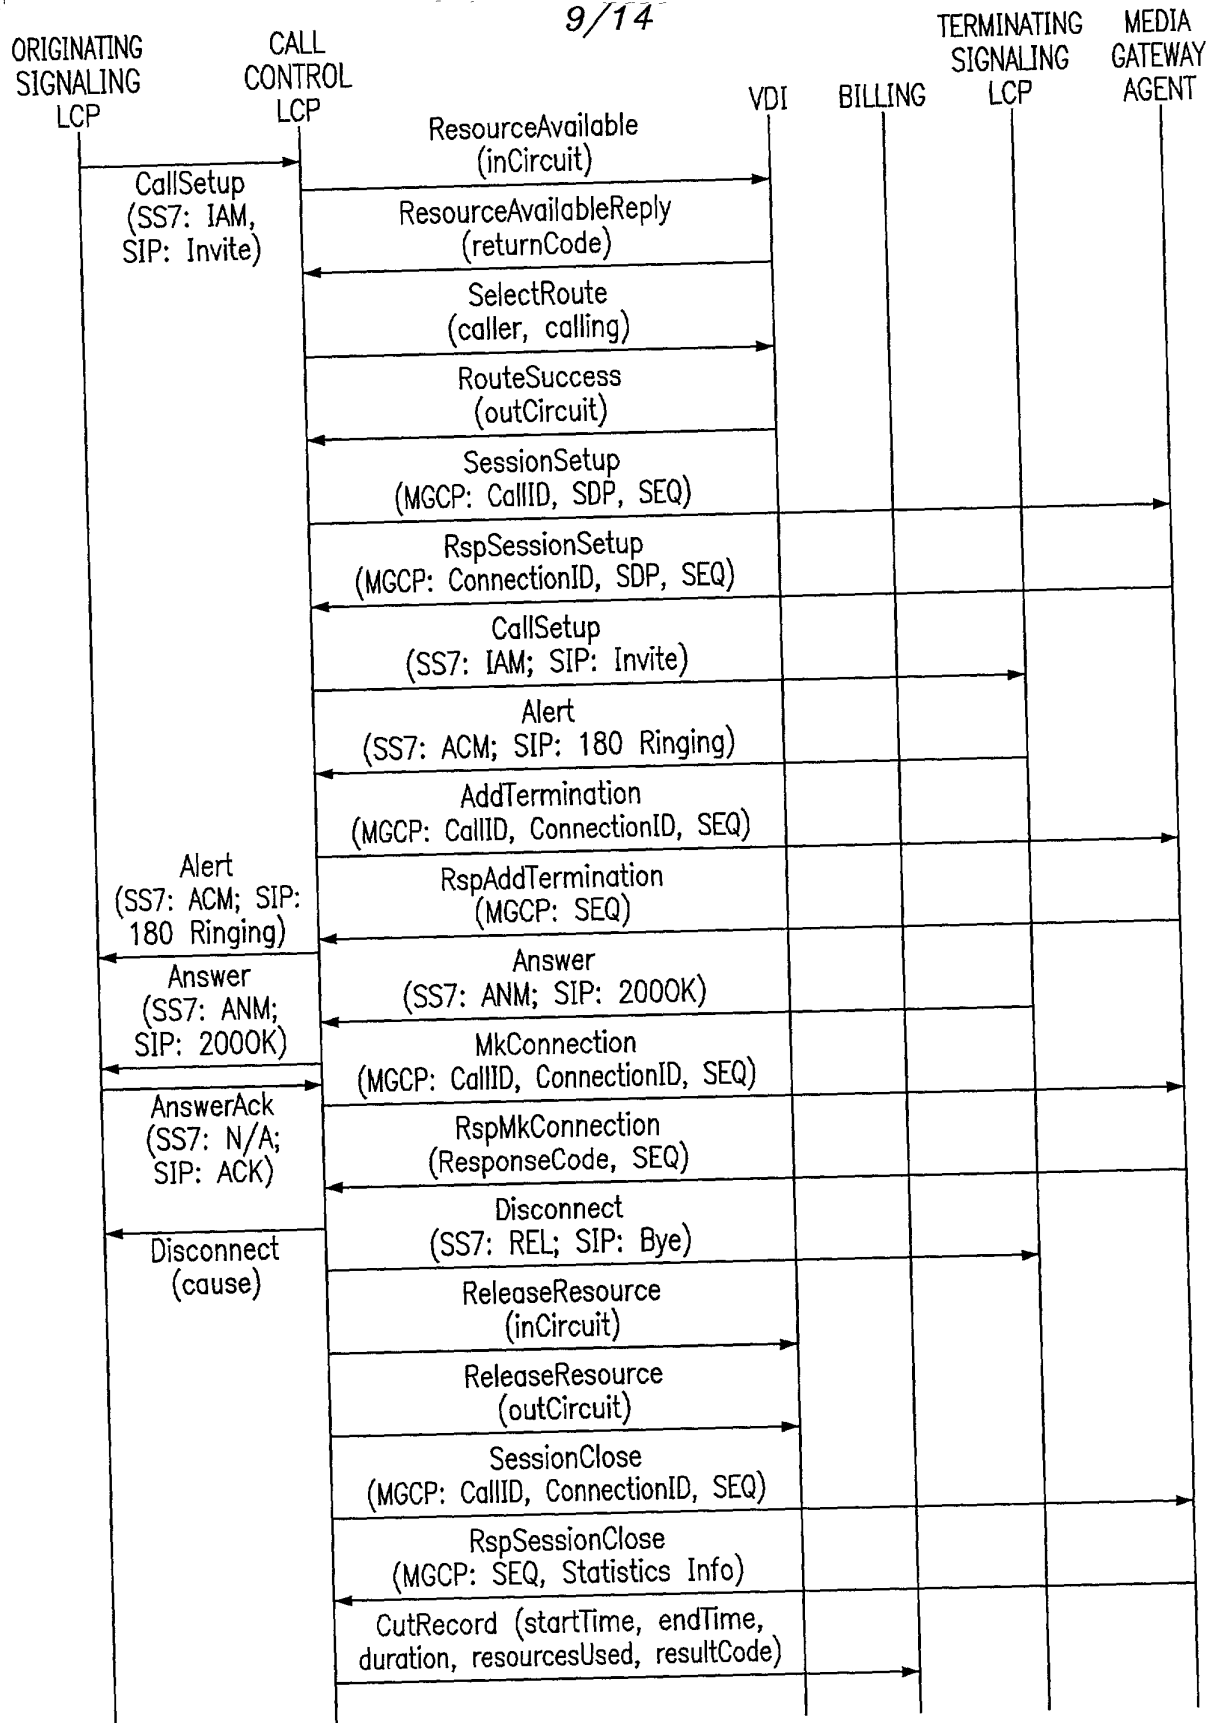 9/14
ORIGINATING
SIGNALING
LCP
CALL
CONTROL
LCP
VDI
BILLING
TERMINATING
SIGNALING
LCP
MEDIA
GATEWAY
AGENT
ResourceAvailable
(inCircuit)
CallSetup
(SS7: IAM,
SIP: Invite)
ResourceAvailableReply
(returnCode)
SelectRoute
(caller, calling)
RouteSuccess
(outCircuit)
SessionSetup
(MGCP: CallID, SDP, SEQ)
RspSessionSetup
(MGCP: ConnectionID, SDP, SEQ)
CallSetup
(SS7: IAM; SIP: Invite)
Alert
(SS7: ACM; SIP: 180 Ringing)
AddTermination
(MGCP: CallID, ConnectionID, SEQ)
Alert
(SS7: ACM; SIP:
180 Ringing)
RspAddTermination
(MGCP: SEQ)
Answer
(SS7: ANM;
SIP: 2000K)
Answer
(SS7: ANM; SIP: 2000K)
MkConnection
(MGCP: CallID, ConnectionID, SEQ)
AnswerAck
(SS7: N/A;
SIP: ACK)
RspMkConnection
(ResponseCode, SEQ)
Disconnect
(SS7: REL; SIP: Bye)
Disconnect
(cause)
ReleaseResource
(inCircuit)
ReleaseResource
(outCircuit)
SessionClose
(MGCP: CallID, ConnectionID, SEQ)
RspSessionClose
(MGCP: SEQ, Statistics Info)
CutRecord (startTime, endTime,
duration, resourcesUsed, resultCode)